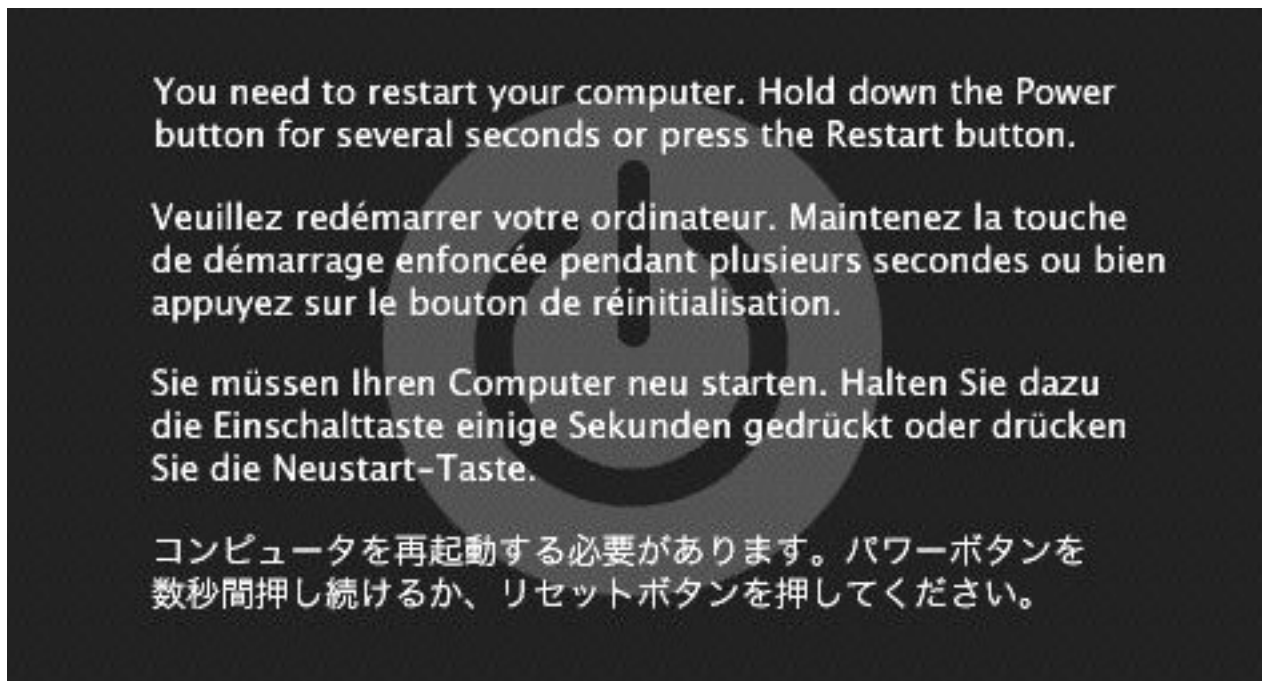 You need to restart your computer. Hold down the Power
button for several seconds or press the Restart button.
Veuillez redémarrer votre ordinateur. Maintenez la touche
de démarrage enfoncée pendant plusieurs secondes ou bien
appuyez sur le bouton de réinitialisation.
Sie müssen Ihren Computer neu starten. Halten Sie dazu
die Einschalttaste einige Sekunden gedrückt oder drücken
Sie die Neustart-Taste.
コンピュータを再起動する必要があります。パワーボタンを
数秒間押し続けるか、リセットボタンを押してください。